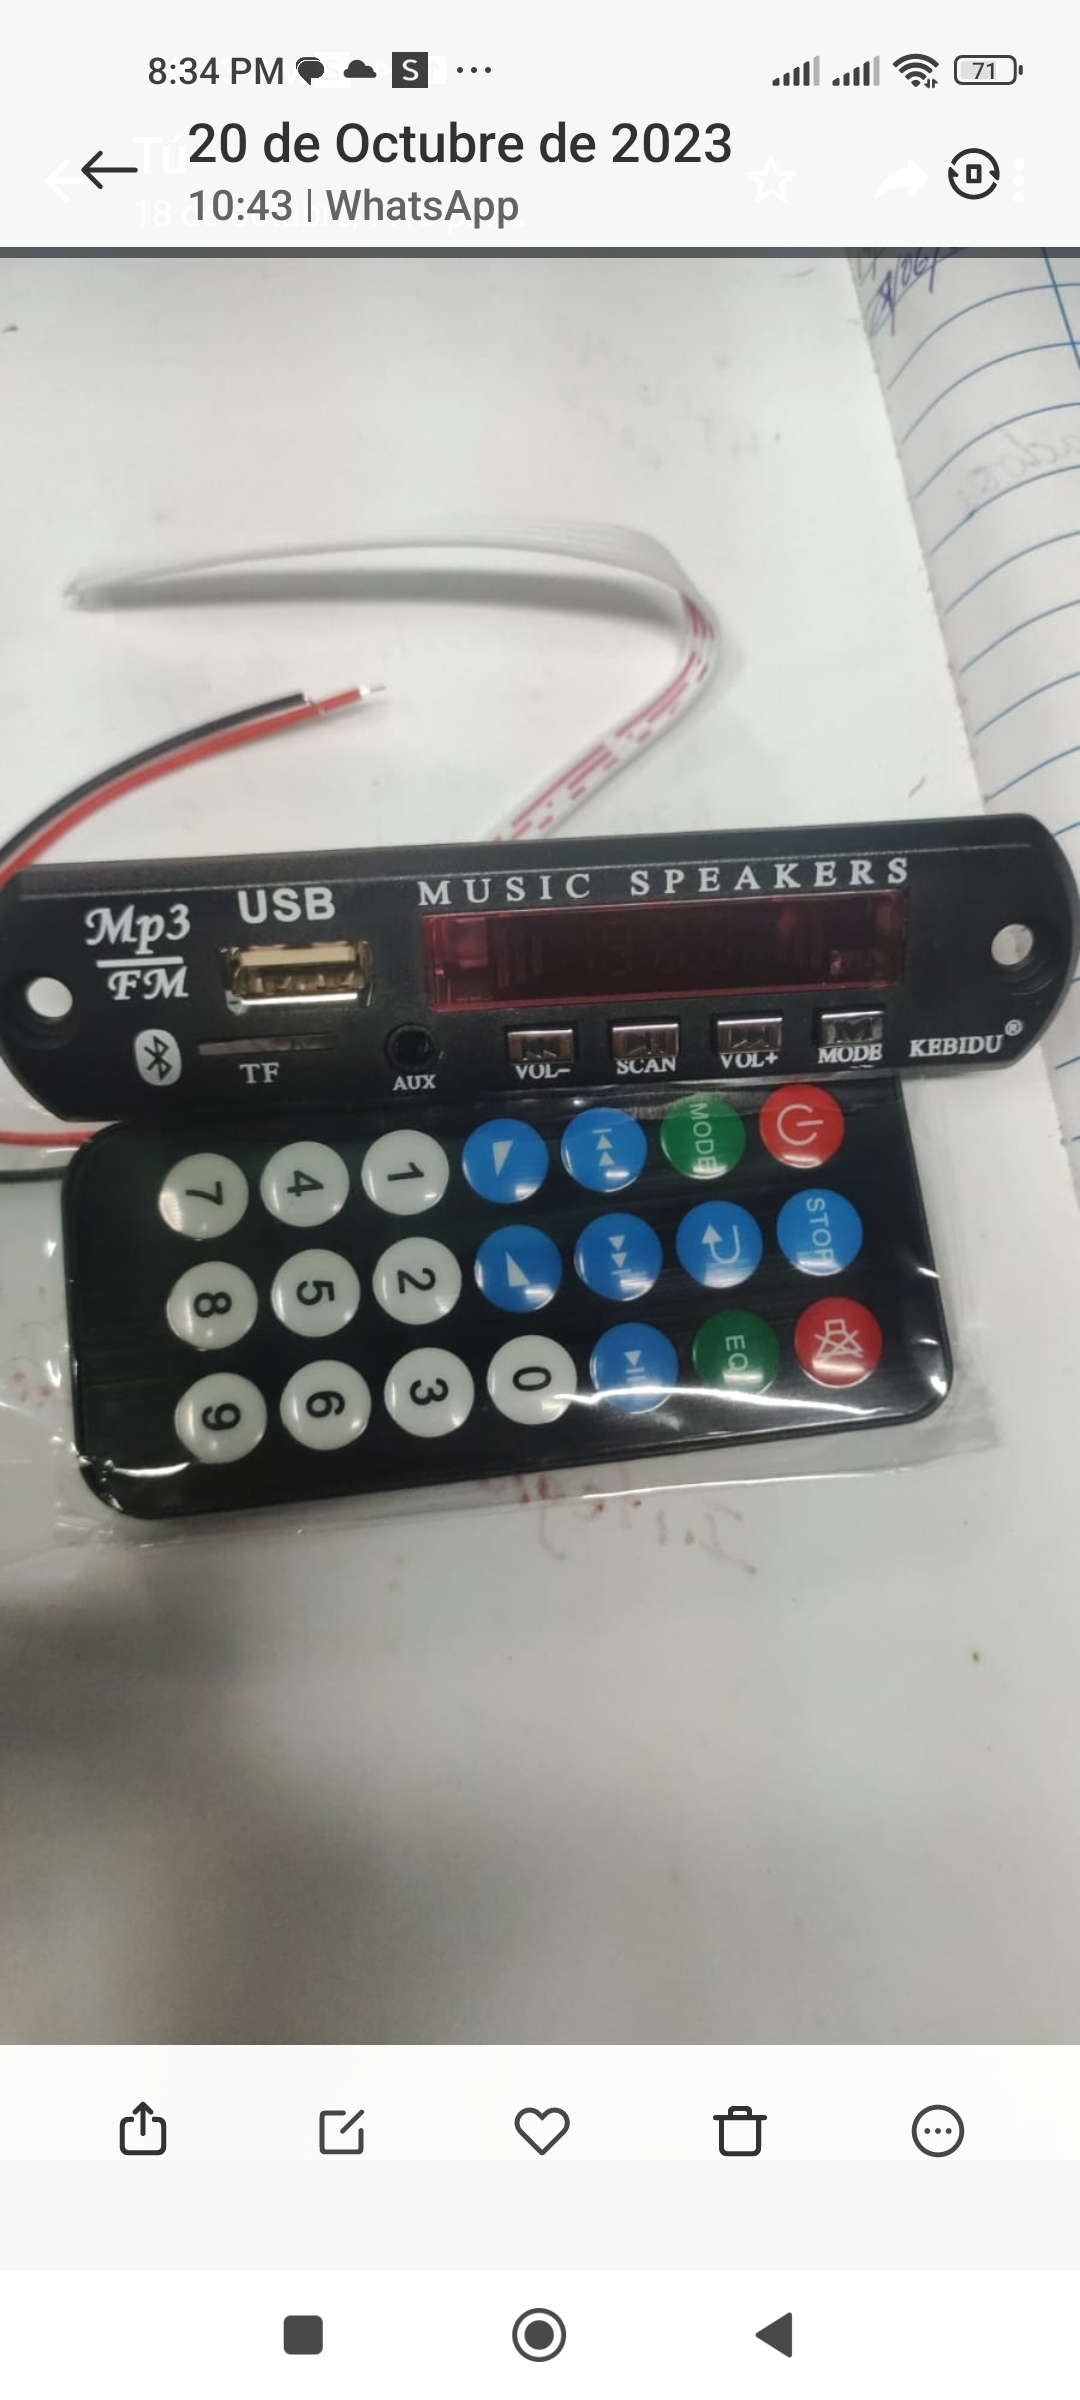 8:34 PM
S
71
20 de Octubre de 2023
10:43 | WhatsApp
MUSIC SPEAKERS
USB
Mp3
FM
TF
AUX
VOL-
SCAN
VOL+
MODE
KEBIDU®
7
4
1
MODE
8
5
2
STOP
9
6
3
0
EQ